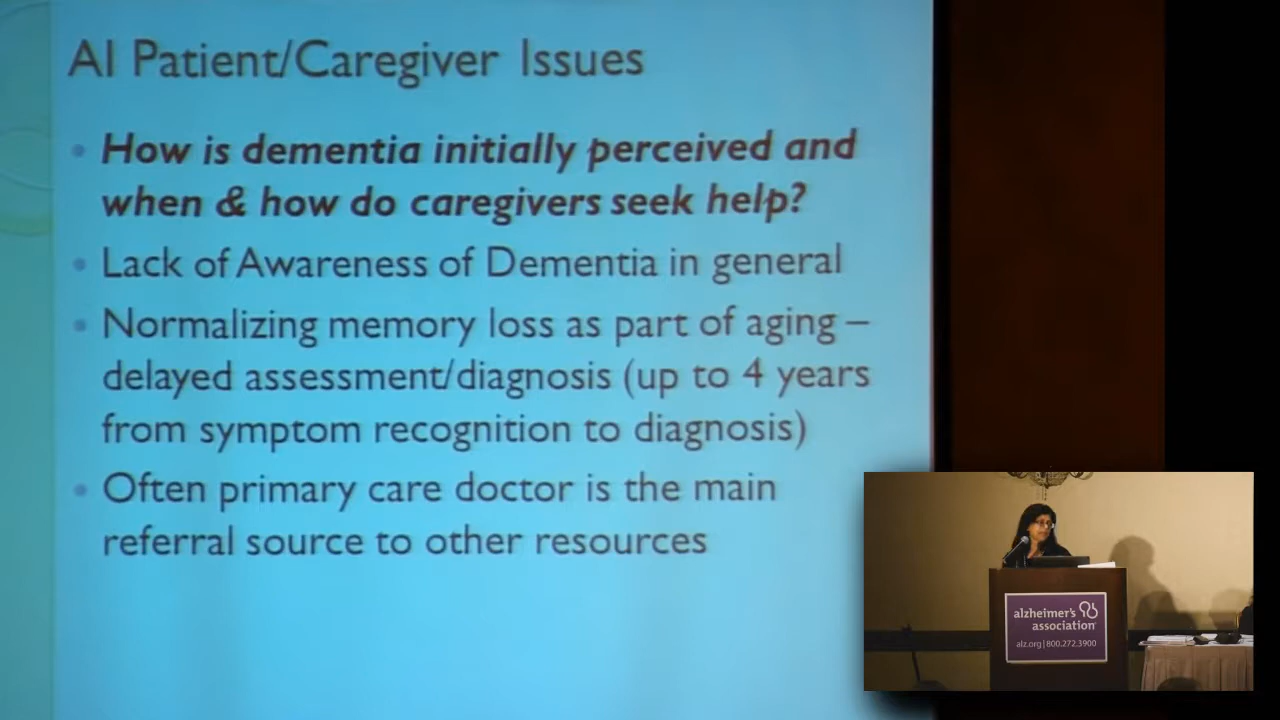 AI Patient/Caregiver Issues
How is dementia initially perceived and
when & how do caregivers seek help?
Lack of Awareness of Dementia in general
Normalizing memory loss as part of aging –
delayed assessment/diagnosis (up to 4 years
from symptom recognition to diagnosis)
Often primary care doctor is the main
referral source to other resources
alzheimer's
association
alz.org | 800.272.3900